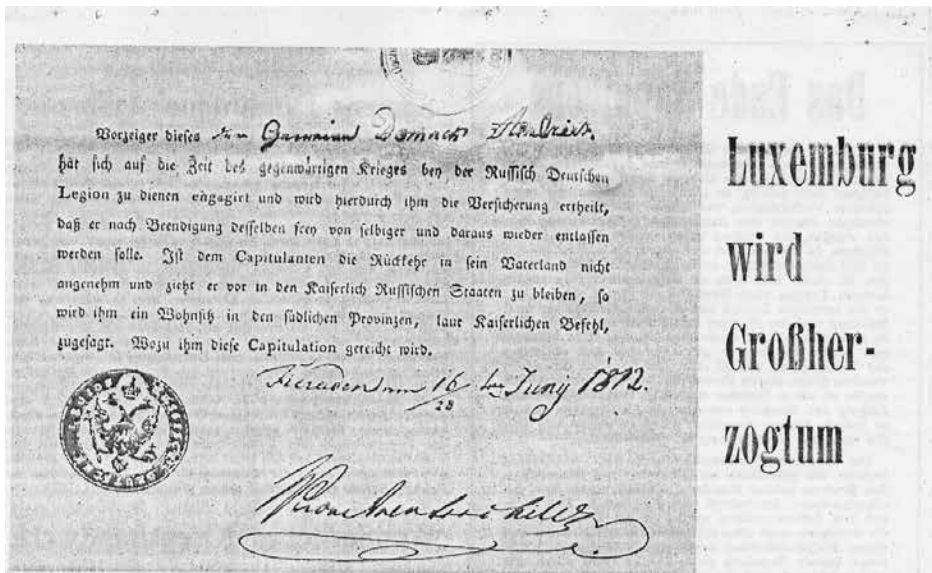 Vorzeiger dieses
hat sich auf die Zeit des gegenwärtigen Krieges bey der Russisch Deutschen
Legion zu dienen engagirt und wird hierdurch ihm die Versicherung ertheilt,
daß er nach Beendigung desselben frey von selbiger und daraus wieder entlassen
werden solle. Ist dem Capitulanten die Rückkehr in sein Vaterland nicht
angenehm und zieht er vor in den Kaiserlich Russischen Staaten zu bleiben, so
wird ihm ein Wohnsitz in den südlichen Provinzen, laut Kaiserlichen Befehl,
zugesagt. Wozu ihm diese Capitulation gereicht wird.
16
28
Juny 1812.
Luxemburg
wird
Großher-
zogtum